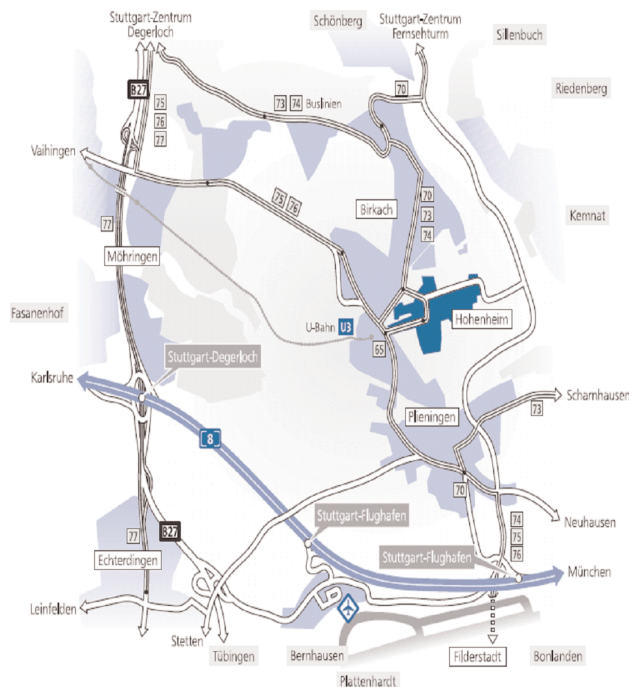 Stuttgart-Zentrum
Degerloch
Schönberg
Stuttgart-Zentrum
Fernsehturm
Sillenbuch
B27
75
76
77
73 74 Buslinien
70
Riedenberg
Vaihingen
75
76
Birkach
70
73
74
Kemnat
77
Möhringen
Fasanenhof
U-Bahn U3
Hohenheim
65
Stuttgart-Degerloch
Karlsruhe
Plieningen
Scharnhausen
73
8
70
Neuhausen
74
75
76
Stuttgart-Flughafen
77
B27
Echterdingen
Stuttgart-Flughafen
München
Leinfelden
Stetten
Tübingen
Bernhausen
Plattenhardt
Filderstadt
Bonlanden